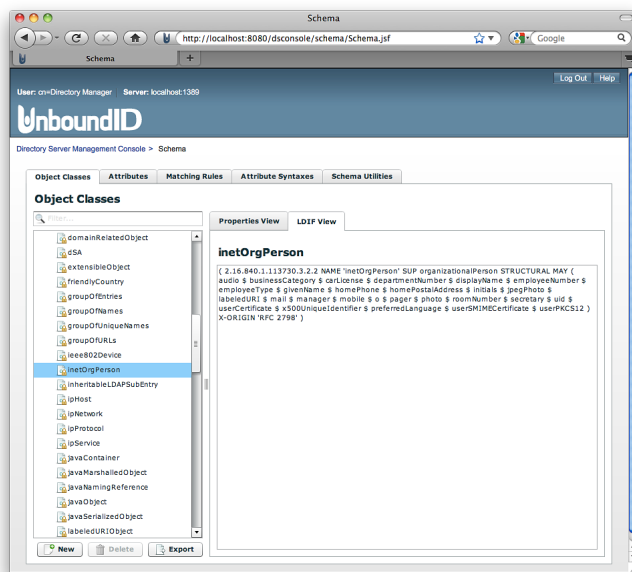 Schema
http://localhost:8080/dsconsole/schema/Schema.jsf
Google
Schema
+
Log Out Help
User: cn=Directory Manager Server: localhost:1389
UnboundID
Directory Server Management Console > Schema
Object Classes Attributes Matching Rules Attribute Syntaxes Schema Utilities
Object Classes
Filter...
domainRelatedObject
dSA
extensibleObject
friendlyCountry
groupOfEntries
groupOfNames
groupOfUniqueNames
groupOfURLs
ieee802Device
inetOrgPerson
inheritableLDAPSubEntry
ipHost
ipNetwork
ipProtocol
ipService
javaContainer
javaMarshalledObject
javaNamingReference
javaObject
javaSerializedObject
labeledURIObject
New Delete Export
Properties View LDIF View
inetOrgPerson
( 2.16.840.1.113730.3.2.2 NAME 'inetOrgPerson' SUP organizationalPerson STRUCTURAL MAY (
audio $ businessCategory $ carLicense $ departmentNumber $ displayName $ employeeNumber $
employeeType $ givenName $ homePhone $ homePostalAddress $ initials $ jpegPhoto $
labeledURI $ mail $ manager $ mobile $ o $ pager $ photo $ roomNumber $ secretary $ uid $
userCertificate $ x500UniqueIdentifier $ preferredLanguage $ userSMIMECertificate $ userPKCS12 )
X-ORIGIN 'RFC 2798' )